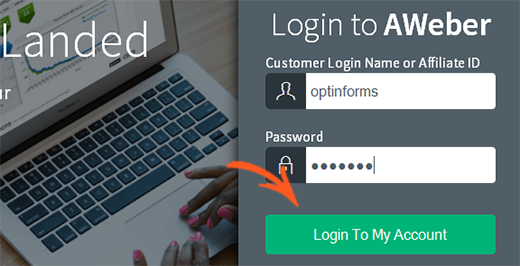 Landed
ur
Login to AWeber
Customer Login Name or Affiliate ID
optinforms
Password
•••••••
Login To My Account